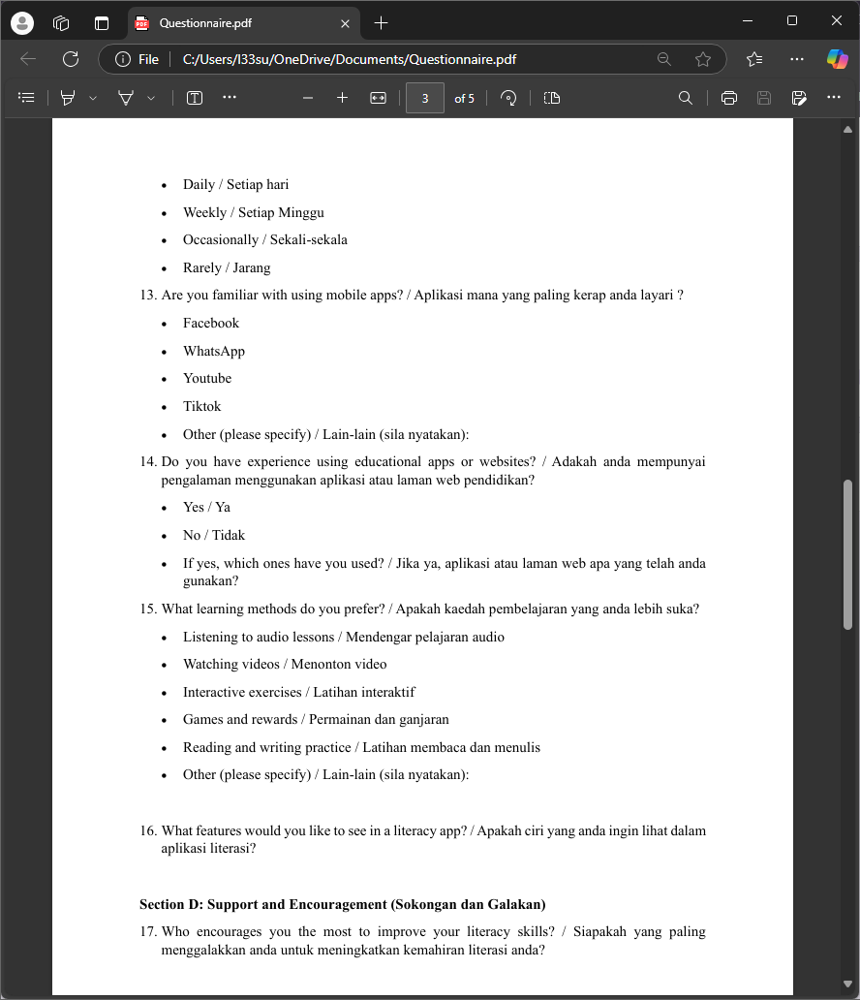 Questionnaire.pdf
File
C:/Users/l33su/OneDrive/Documents/Questionnaire.pdf
3 of 5
• Daily / Setiap hari
• Weekly / Setiap Minggu
• Occasionally / Sekali-sekala
• Rarely / Jarang
13. Are you familiar with using mobile apps? / Aplikasi mana yang paling kerap anda layari ?
• Facebook
• WhatsApp
• Youtube
• Tiktok
• Other (please specify) / Lain-lain (sila nyatakan):
14. Do you have experience using educational apps or websites? / Adakah anda mempunyai
pengalaman menggunakan aplikasi atau laman web pendidikan?
• Yes / Ya
• No / Tidak
• If yes, which ones have you used? / Jika ya, aplikasi atau laman web apa yang telah anda
gunakan?
15. What learning methods do you prefer? / Apakah kaedah pembelajaran yang anda lebih suka?
• Listening to audio lessons / Mendengar pelajaran audio
• Watching videos / Menonton video
• Interactive exercises / Latihan interaktif
• Games and rewards / Permainan dan ganjaran
• Reading and writing practice / Latihan membaca dan menulis
• Other (please specify) / Lain-lain (sila nyatakan):
16. What features would you like to see in a literacy app? / Apakah ciri yang anda ingin lihat dalam
aplikasi literasi?
Section D: Support and Encouragement (Sokongan dan Galakan)
17. Who encourages you the most to improve your literacy skills? / Siapakah yang paling
menggalakkan anda untuk meningkatkan kemahiran literasi anda?